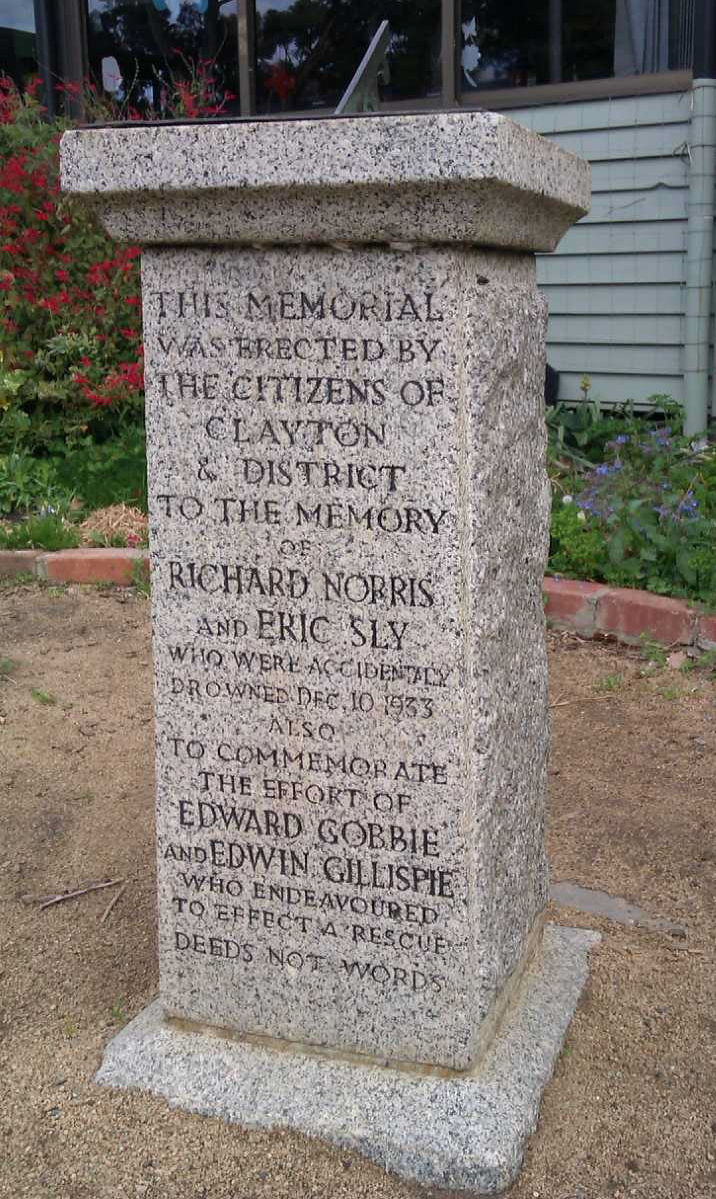 THIS MEMORIAL
WAS ERECTED BY
THE CITIZENS OF
CLAYTON
& DISTRICT
TO THE MEMORY
OF
RICHARD NORRIS
AND ERIC SLY
WHO WERE ACCIDENTALY
DROWNED DEC. 10 1933
ALSO
TO COMMEMORATE
THE EFFORT OF
EDWARD GOBBIE
AND EDWIN GILLISPIE
WHO ENDEAVOURED
TO EFFECT A RESCUE
DEEDS NOT WORDS